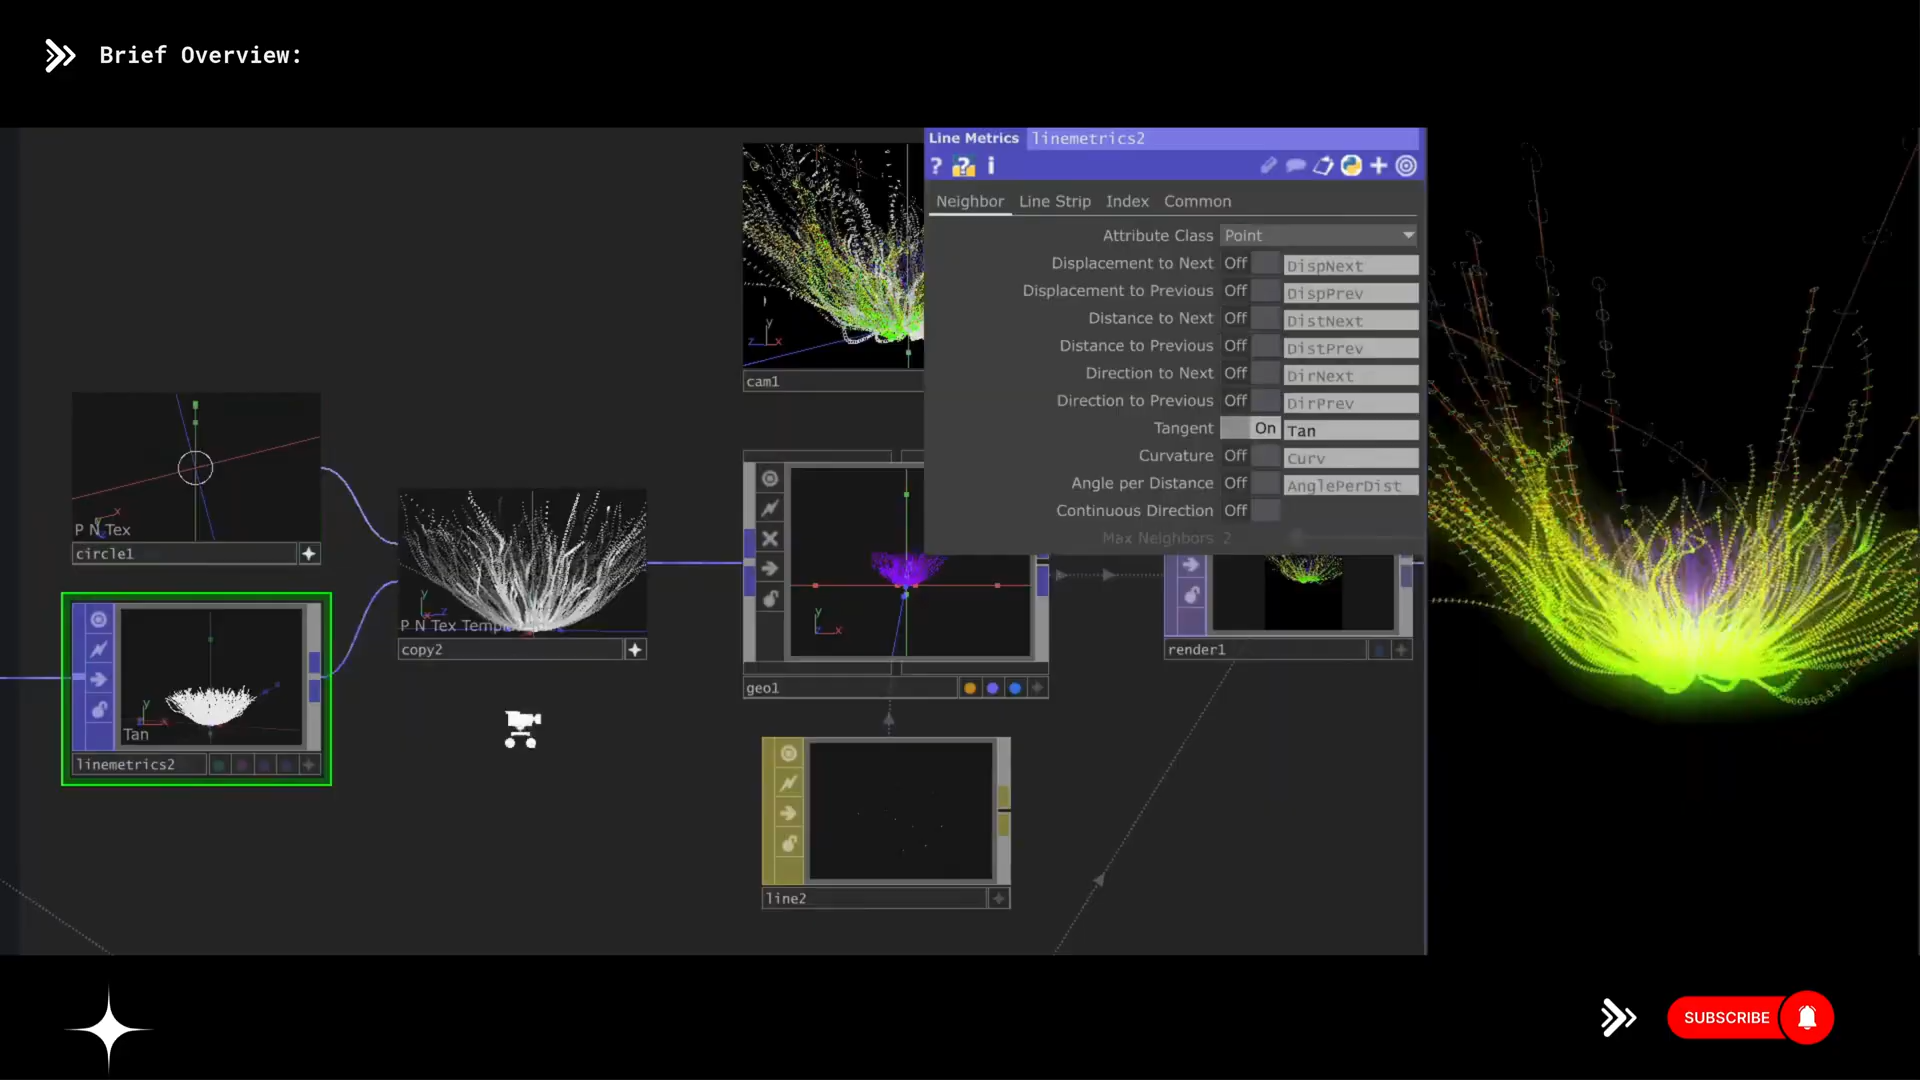 Brief Overview:
Line Metrics linemetrics2
? ? i
Neighbor Line Strip Index Common
Attribute Class Point
Displacement to Next Off DispNext
Displacement to Previous Off DispPrev
Distance to Next Off DistNext
Distance to Previous Off DistPrev
Direction to Next Off DirNext
Direction to Previous Off DirPrev
Tangent On Tan
Curvature Off Curv
Angle per Distance Off AnglePerDist
Continuous Direction Off
Max Neighbors 2
y
z x
cam1
x
P N Tex
circle1
y
z
P N Tex
copy2
y
x
geo1
render1
y
Tan
linemetrics2
line2
SUBSCRIBE